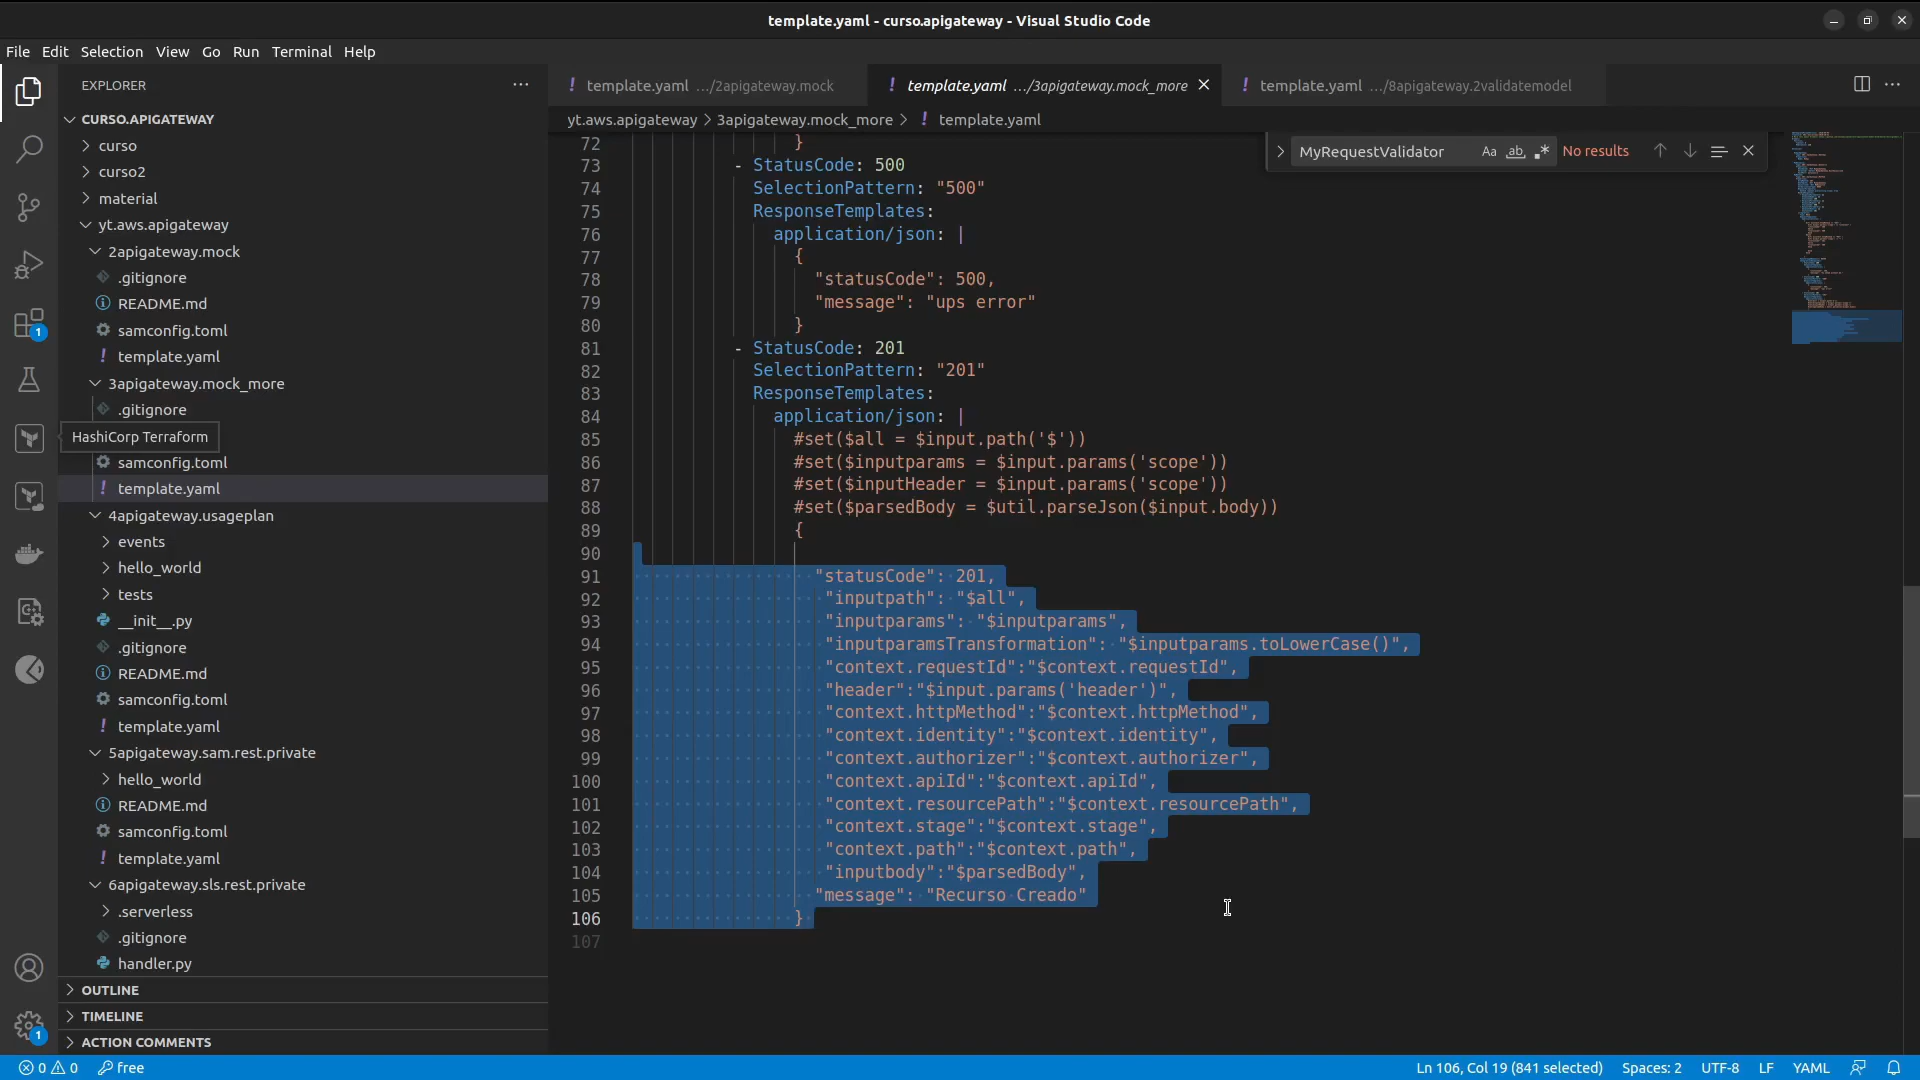 template.yaml - curso.apigateway - Visual Studio Code
File Edit Selection View Go Run Terminal Help
EXPLORER
CURSO.APIGATEWAY
curso
curso2
material
yt.aws.apigateway
2apigateway.mock
.gitignore
README.md
samconfig.toml
template.yaml
3apigateway.mock_more
.gitignore
HashiCorp Terraform
samconfig.toml
template.yaml
4apigateway.usageplan
events
hello_world
tests
__init__.py
.gitignore
README.md
samconfig.toml
template.yaml
5apigateway.sam.rest.private
hello_world
README.md
samconfig.toml
template.yaml
6apigateway.sls.rest.private
.serverless
.gitignore
handler.py
OUTLINE
TIMELINE
ACTION COMMENTS
1
1
template.yaml .../2apigateway.mock
template.yaml .../3apigateway.mock_more
template.yaml .../8apigateway.2validatemodel
yt.aws.apigateway > 3apigateway.mock_more > template.yaml
MyRequestValidator Aa ab No results
72 }
73 - StatusCode: 500
74 SelectionPattern: "500"
75 ResponseTemplates:
76 application/json: |
77 {
78 "statusCode": 500,
79 "message": "ups error"
80 }
81 - StatusCode: 201
82 SelectionPattern: "201"
83 ResponseTemplates:
84 application/json: |
85 #set($all = $input.path('$'))
86 #set($inputparams = $input.params('scope'))
87 #set($inputHeader = $input.params('scope'))
88 #set($parsedBody = $util.parseJson($input.body))
89 {
90
91 "statusCode": 201,
92 "inputpath": "$all",
93 "inputparams": "$inputparams",
94 "inputparamsTransformation": "$inputparams.toLowerCase()",
95 "context.requestId":"$context.requestId",
96 "header":"$input.params('header')",
97 "context.httpMethod":"$context.httpMethod",
98 "context.identity":"$context.identity",
99 "context.authorizer":"$context.authorizer",
100 "context.apiId":"$context.apiId",
101 "context.resourcePath":"$context.resourcePath",
102 "context.stage":"$context.stage",
103 "context.path":"$context.path",
104 "inputbody":"$parsedBody",
105 "message": "Recurso Creado"
106 }
107
0 0 free
Ln 106, Col 19 (841 selected) Spaces: 2 UTF-8 LF YAML